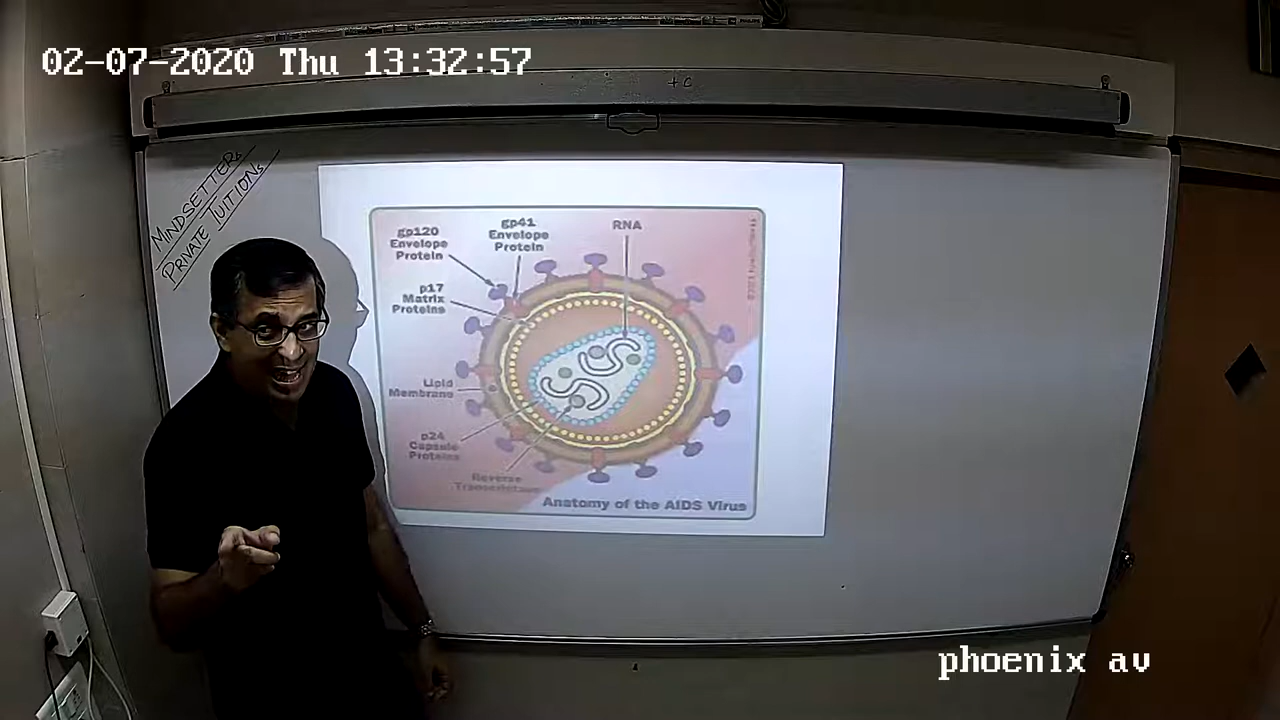 02-07-2020 Thu 13:32:57
+c
MINDSETTERS
PRIVATE TUITIONS
gp120
Envelope
Protein
gp41
Envelope
Protein
RNA
p17
Matrix
Proteins
Lipid
Membrane
p24
Capsule
Proteins
Reverse
Transcriptase
Anatomy of the AIDS Virus
phoenix av